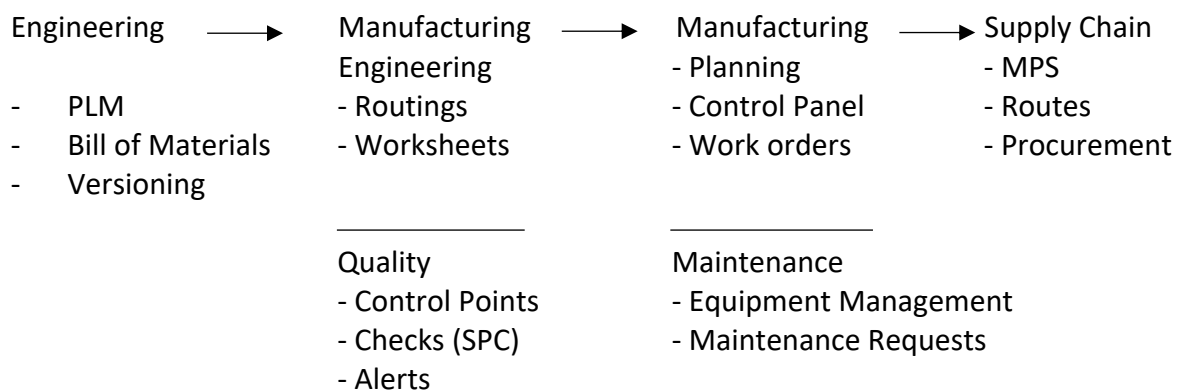 Engineering
- PLM
- Bill of Materials
- Versioning
Manufacturing
Engineering
- Routings
- Worksheets
Manufacturing
- Planning
- Control Panel
- Work orders
Supply Chain
- MPS
- Routes
- Procurement
Quality
- Control Points
- Checks (SPC)
- Alerts
Maintenance
- Equipment Management
- Maintenance Requests